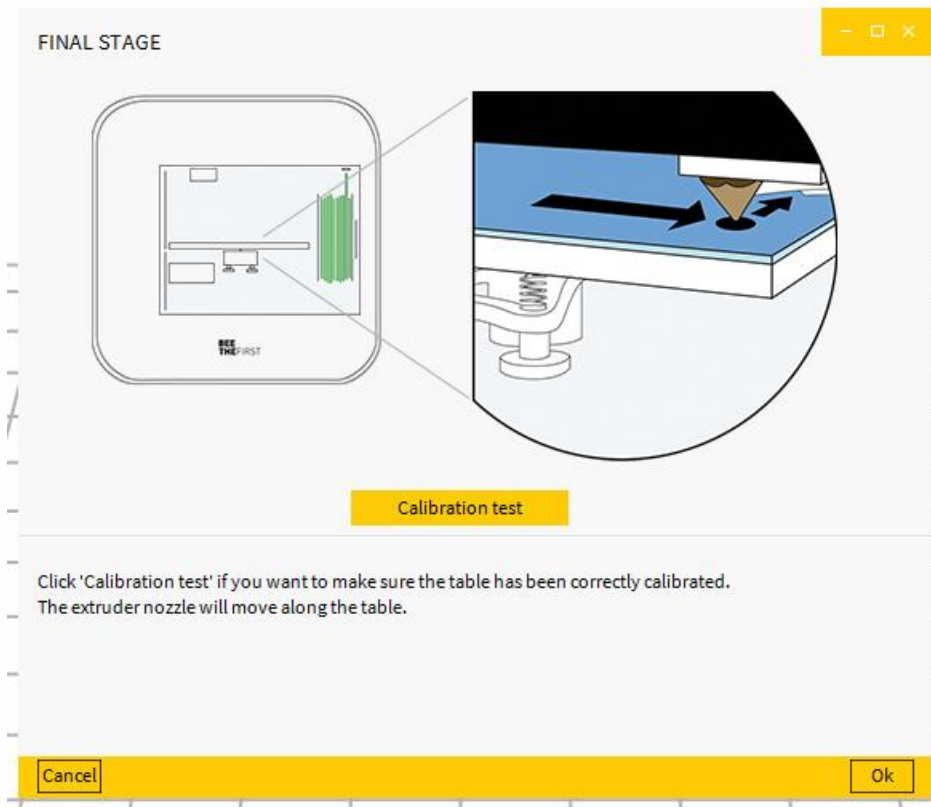 FINAL STAGE
BEE
THEFIRST
Calibration test
Click 'Calibration test' if you want to make sure the table has been correctly calibrated.
The extruder nozzle will move along the table.
Cancel
Ok